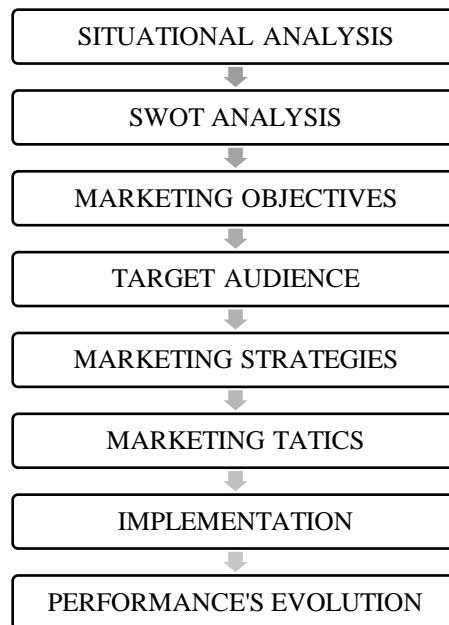 SITUATIONAL ANALYSIS
SWOT ANALYSIS
MARKETING OBJECTIVES
TARGET AUDIENCE
MARKETING STRATEGIES
MARKETING TATICS
IMPLEMENTATION
PERFORMANCE'S EVOLUTION